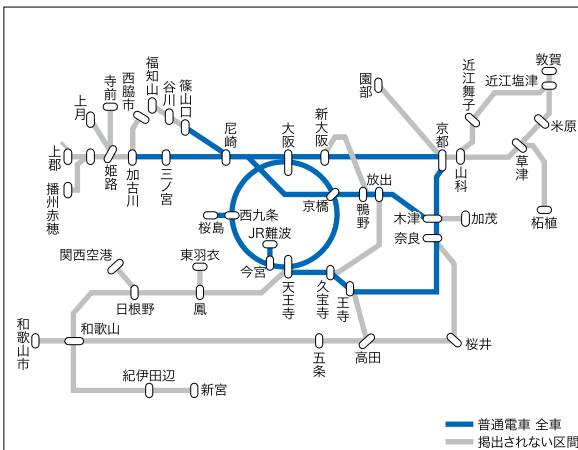 敦賀
近江塩津
近江舞子
園部
米原
福知山
谷川
篠山口
西脇市
寺前
上月
新大阪
大阪
尼崎
京都
山科
草津
上郡
姫路
加古川
三ノ宮
播州赤穂
放出
鴨野
京橋
柘植
木津
加茂
奈良
西九条
桜島
JR難波
今宮
関西空港
東羽衣
天王寺
久宝寺
王寺
日根野
鳳
和歌山市
和歌山
五条
高田
桜井
紀伊田辺
新宮
普通電車 全車
掲出されない区間